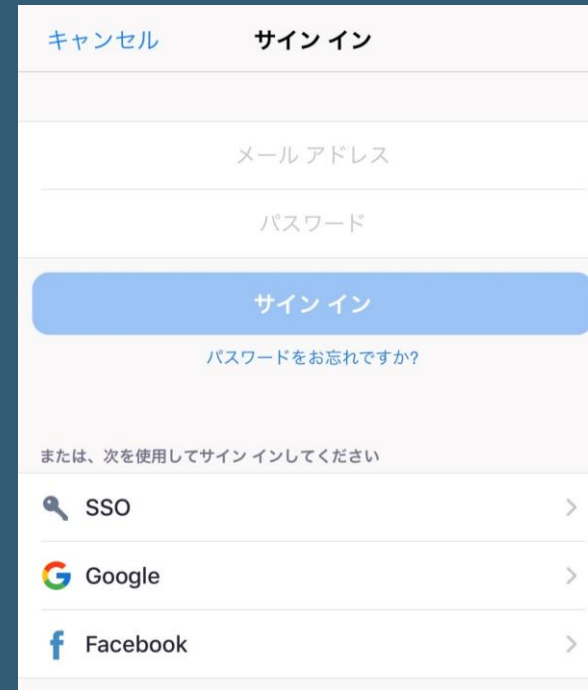 キャンセル サイン イン
メール アドレス
パスワード
サイン イン
パスワードをお忘れですか?
または、次を使用してサイン インしてください
SSO
Google
Facebook